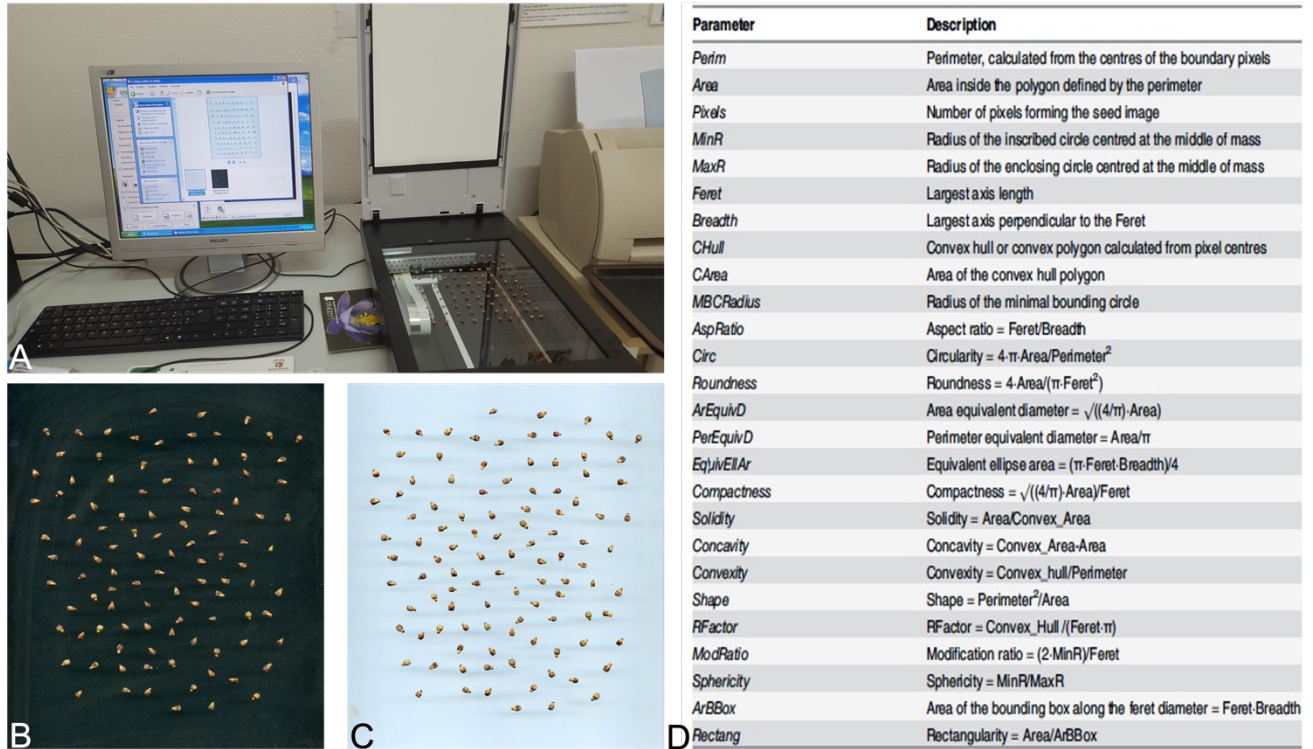 PHILIPS
A
B
C
D
Parameter Description
Perim Perimeter, calculated from the centres of the boundary pixels
Area Area inside the polygon defined by the perimeter
Pixels Number of pixels forming the seed image
MinR Radius of the inscribed circle centred at the middle of mass
MaxR Radius of the enclosing circle centred at the middle of mass
Feret Largest axis length
Breadth Largest axis perpendicular to the Feret
CHull Convex hull or convex polygon calculated from pixel centres
CArea Area of the convex hull polygon
MBCRadius Radius of the minimal bounding circle
AspRatio Aspect ratio = Feret/Breadth
Circ Circularity = 4·π·Area/Perimeter²
Roundness Roundness = 4·Area/(π·Feret²)
ArEquivD Area equivalent diameter = √((4/π)·Area)
PerEquivD Perimeter equivalent diameter = Area/π
EquivEllAr Equivalent ellipse area = (π·Feret·Breadth)/4
Compactness Compactness = √((4/π)·Area)/Feret
Solidity Solidity = Area/Convex_Area
Concavity Concavity = Convex_Area-Area
Convexity Convexity = Convex_hull/Perimeter
Shape Shape = Perimeter²/Area
RFactor RFactor = Convex_Hull /(Feret·π)
ModRatio Modification ratio = (2·MinR)/Feret
Sphericity Sphericity = MinR/MaxR
ArBBox Area of the bounding box along the feret diameter = Feret·Breadth
Rectang Rectangularity = Area/ArBBox